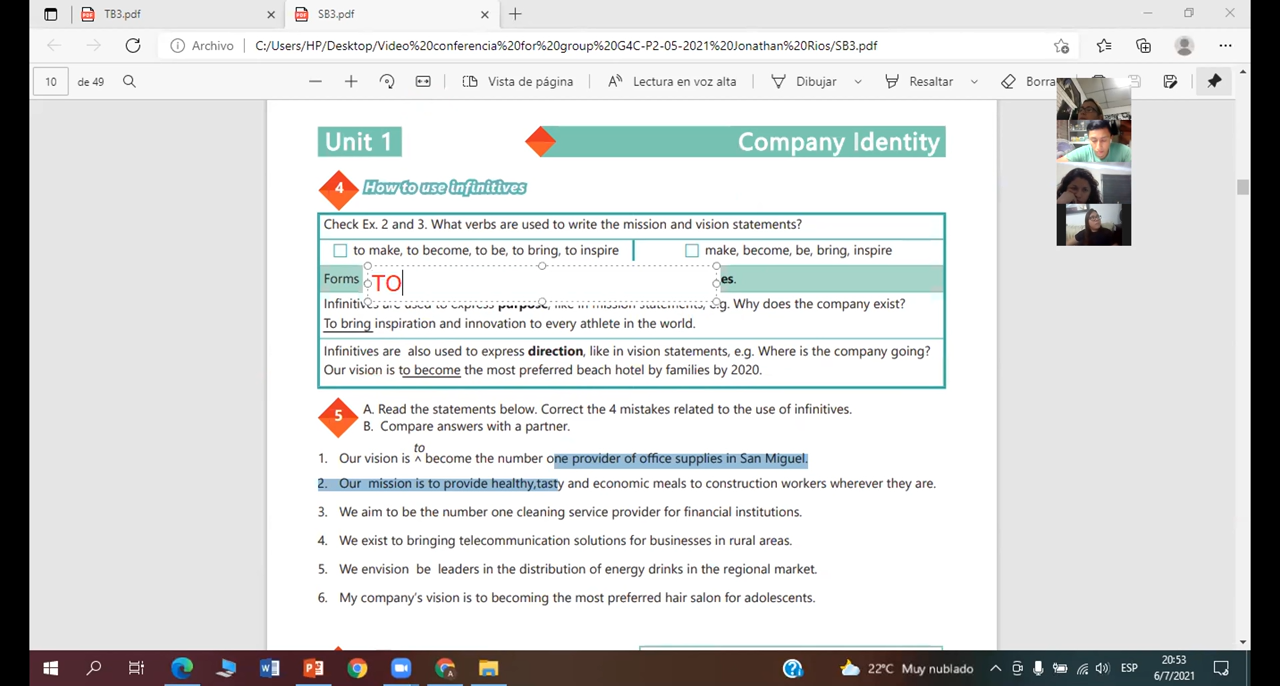 TB3.pdf
SB3.pdf
Archivo C:/Users/HP/Desktop/Video%20conferencia%20for%20group%20G4C-P2-05-2021%20Jonathan%20Rios/SB3.pdf
10 de 49 Vista de página Lectura en voz alta Dibujar Resaltar Borra
Unit 1 Company Identity
4 How to use infinitives
Check Ex. 2 and 3. What verbs are used to write the mission and vision statements?
to make, to become, to be, to bring, to inspire make, become, be, bring, inspire
Forms TO es.
Infinitives are used to express purpose, like in mission statements, e.g. Why does the company exist?
To bring inspiration and innovation to every athlete in the world.
Infinitives are also used to express direction, like in vision statements, e.g. Where is the company going?
Our vision is to become the most preferred beach hotel by families by 2020.
5 A. Read the statements below. Correct the 4 mistakes related to the use of infinitives.
B. Compare answers with a partner.
to
1. Our vision is ^ become the number one provider of office supplies in San Miguel.
2. Our mission is to provide healthy,tasty and economic meals to construction workers wherever they are.
3. We aim to be the number one cleaning service provider for financial institutions.
4. We exist to bringing telecommunication solutions for businesses in rural areas.
5. We envision be leaders in the distribution of energy drinks in the regional market.
6. My company's vision is to becoming the most preferred hair salon for adolescents.
22°C Muy nublado ESP 20:53
6/7/2021